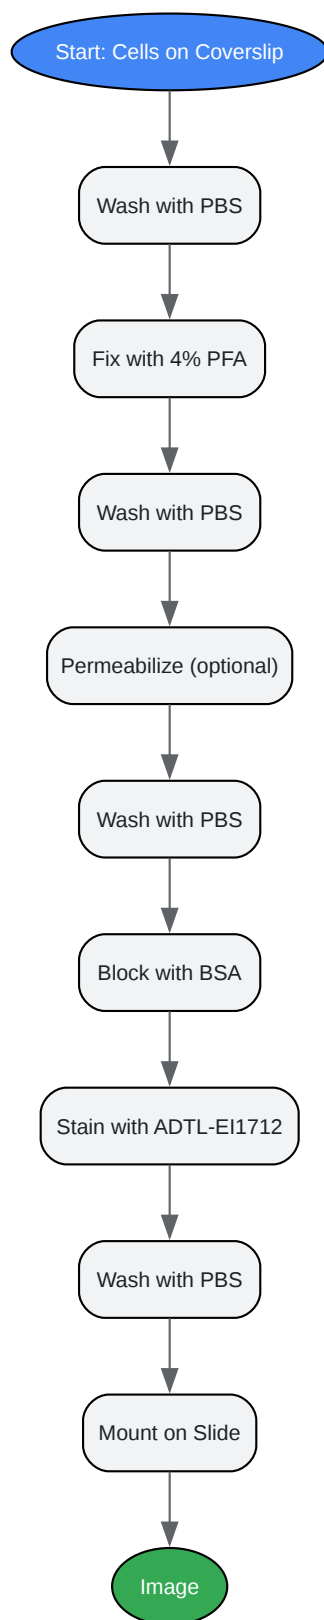 Start: Cells on Coverslip
Wash with PBS
Fix with 4% PFA
Wash with PBS
Permeabilize (optional)
Wash with PBS
Block with BSA
Stain with ADTL-EI1712
Wash with PBS
Mount on Slide
Image